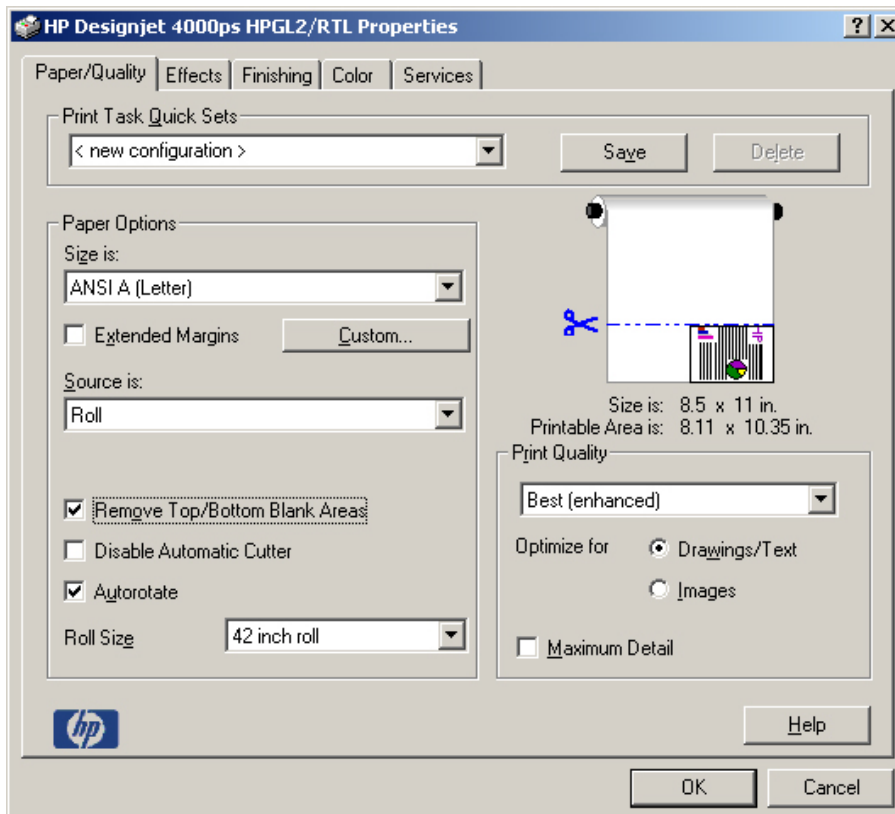 HP Designjet 4000ps HPGL2/RTL Properties
Paper/Quality Effects Finishing Color Services
Print Task Quick Sets
< new configuration > Save Delete
Paper Options
Size is:
ANSI A (Letter)
Extended Margins Custom...
Source is:
Roll
Remove Top/Bottom Blank Areas
Disable Automatic Cutter
Autorotate
Roll Size 42 inch roll
HP
Size is: 8.5 x 11 in.
Printable Area is: 8.11 x 10.35 in.
Print Quality
Best (enhanced)
Optimize for Drawings/Text
Images
Maximum Detail
hp
Help
OK Cancel